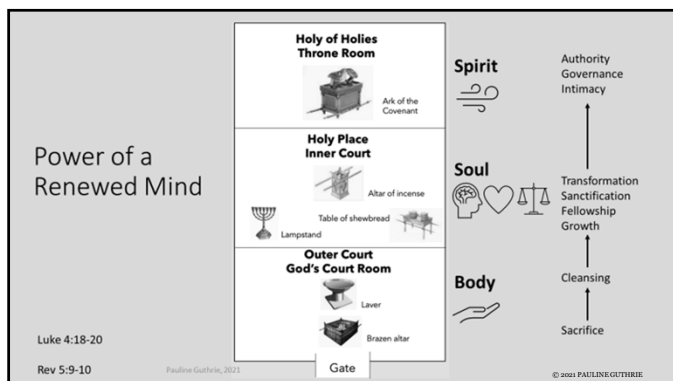 Power of a
Renewed Mind
Luke 4:18-20
Rev 5:9-10
Holy of Holies
Throne Room
Ark of the
Covenant
Holy Place
Inner Court
Altar of incense
Table of shewbread
Lampstand
Outer Court
God's Court Room
Laver
Brazen altar
Pauline Guthrie, 2021
Gate
Spirit
Soul
Body
Authority
Governance
Intimacy
Transformation
Sanctification
Fellowship
Growth
Cleansing
Sacrifice
© 2021 PAULINE GUTHRIE